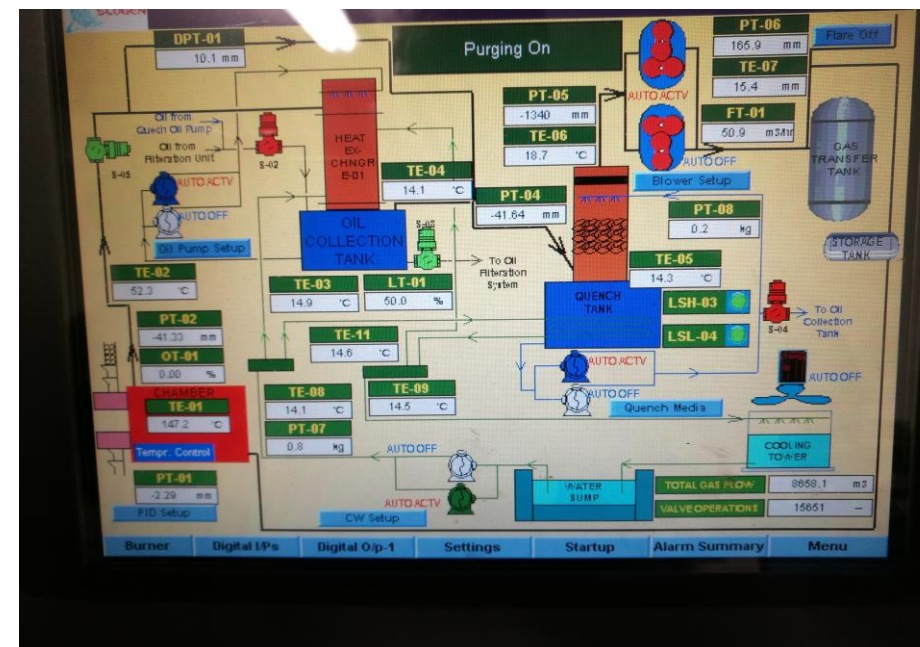 SCOGEN
DPT-01
10.1 mm
Purging On
PT-06
165.9 mm
Flare Off
TE-07
15.4 mm
FT-01
50.9 m3/hr
AUTO ACTV
AUTO OFF
Blower Setup
GAS
TRANSFER
TANK
STORAGE
TANK
Oil from
Quech Oil Pump
Oil from
Filteration Unit
S-05
S-02
AUTO ACTV
AUTO OFF
Oil Pump Setup
HEAT
EX-
CHNGR
E-01
OIL
COLLECTION
TANK
S-03
To Oil
Filteration
System
PT-05
-1340 mm
TE-06
18.7 °C
TE-04
14.1 °C
PT-04
-41.64 mm
PT-08
0.2 kg
TE-05
14.3 °C
TE-02
52.3 °C
TE-03
14.9 °C
LT-01
50.0 %
QUENCH
TANK
LSH-03
LSL-04
S-04
To Oil
Collection
Tank
PT-02
-41.33 mm
TE-11
14.6 °C
OT-01
0.00 %
AUTO ACTV
AUTO OFF
Quench Media
AUTO OFF
CHAMBER
TE-01
147.2 °C
Tempr. Control
TE-08
14.1 °C
TE-09
14.5 °C
PT-07
0.8 kg
AUTO OFF
AUTO ACTV
CW Setup
COOLING
TOWER
WATER
SUMP
PT-01
-2.29 mm
PID Setup
TOTAL GAS FLOW 8658.1 m3
VALVE OPERATIONS 15651 --
Burner Digital I/Ps Digital O/p-1 Settings Startup Alarm Summary Menu